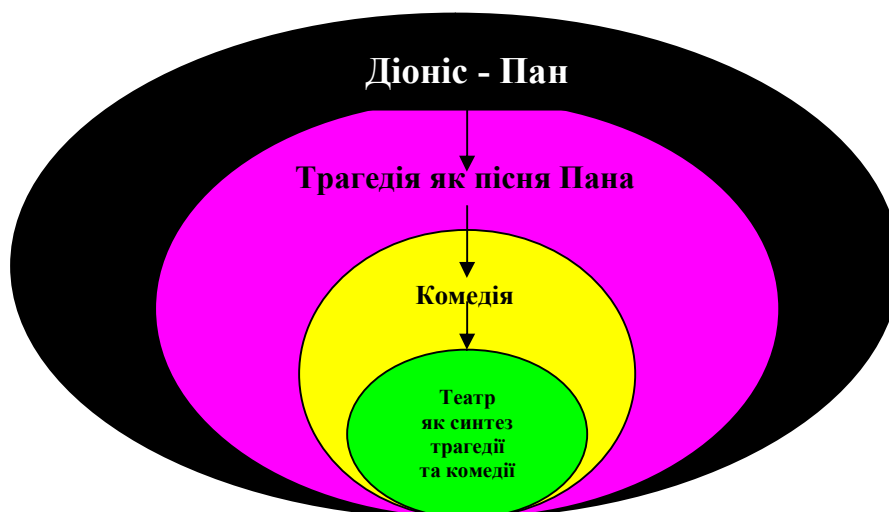 Діоніс - Пан
Трагедія як пісня Пана
Комедія
Театр
як синтез
трагедії
та комедії